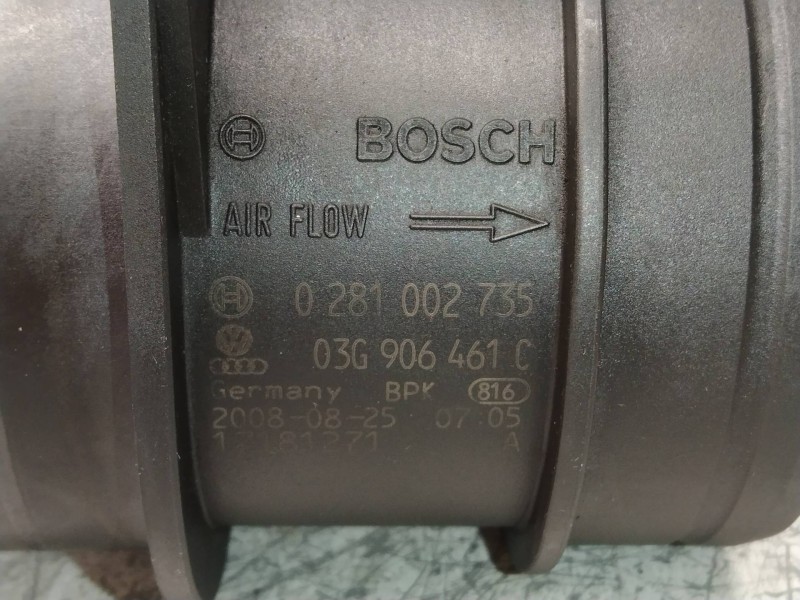 BOSCH
AIR FLOW
0 281 002 735
03G 906 461 C
Germany BPK 816
2008-08-25 07:05
A